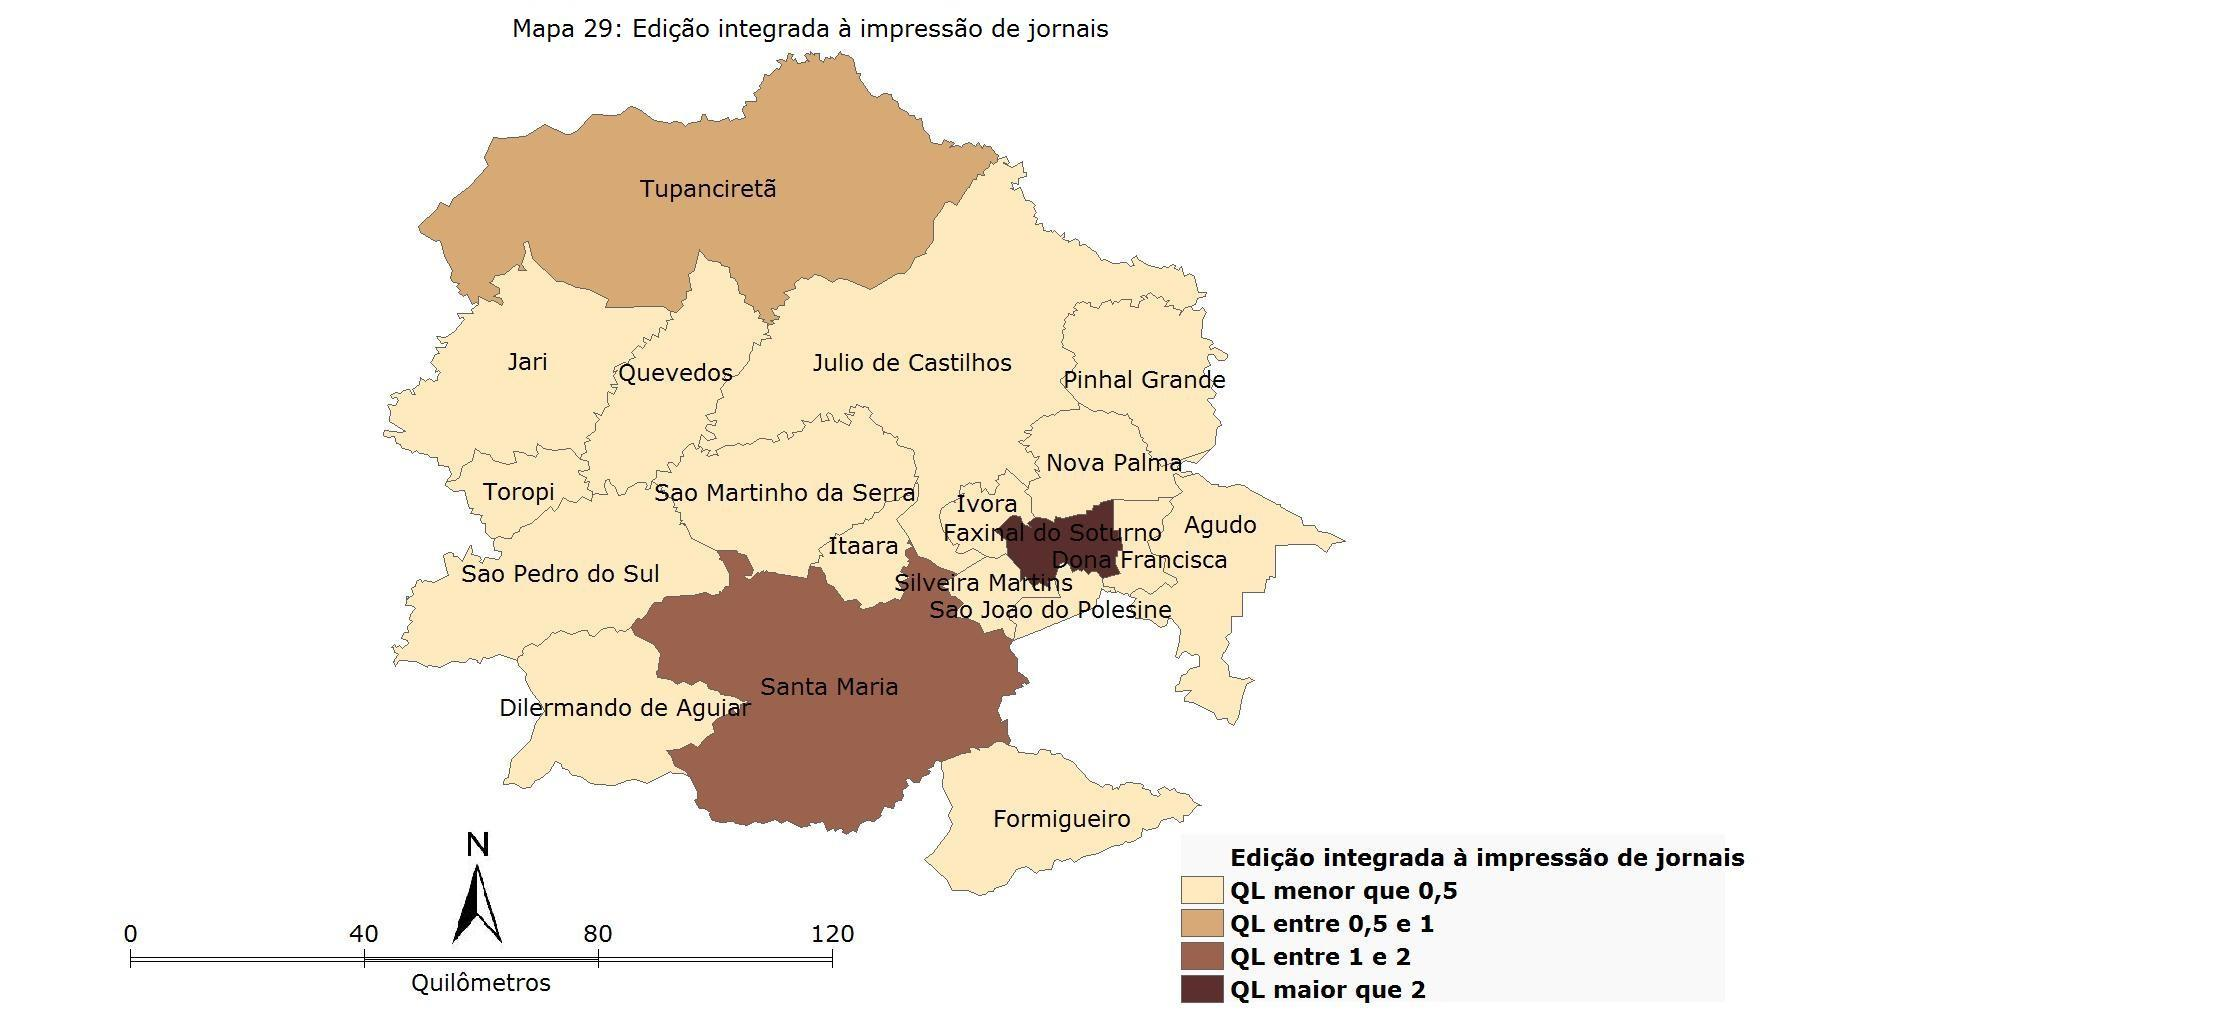 Mapa 29: Edição integrada à impressão de jornais
Tupanciretã
Jari
Quevedos
Julio de Castilhos
Pinhal Grande
Nova Palma
Toropi
Sao Martinho da Serra
Ivora
Faxinal do Soturno
Agudo
Itaara
Dona Francisca
Sao Pedro do Sul
Silveira Martins
Sao Joao do Polesine
Santa Maria
Dilermando de Aguiar
Formigueiro
N
0 40 80 120
Quilômetros
Edição integrada à impressão de jornais
QL menor que 0,5
QL entre 0,5 e 1
QL entre 1 e 2
QL maior que 2